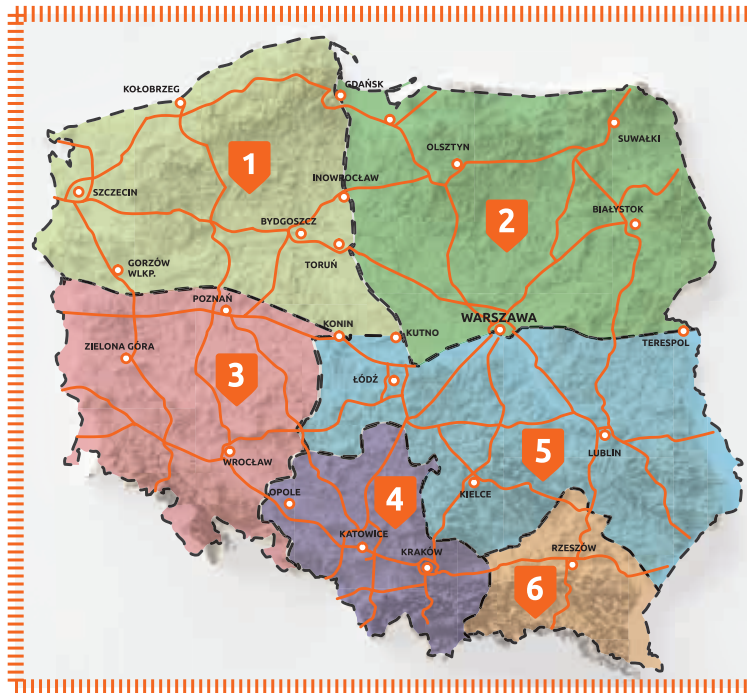 GDAŃSK
KOŁOBRZEG
SUWAŁKI
OLSZTYN
1
INOWROCŁAW
SZCZECIN
2
BIAŁYSTOK
BYDGOSZCZ
TORUŃ
GORZÓW
WLKP.
POZNAŃ
WARSZAWA
KONIN
KUTNO
TERESPOL
ZIELONA GÓRA
3
ŁÓDŹ
5
LUBLIN
WROCŁAW
OPOLE
4
KIELCE
KATOWICE
KRAKÓW
RZESZÓW
6